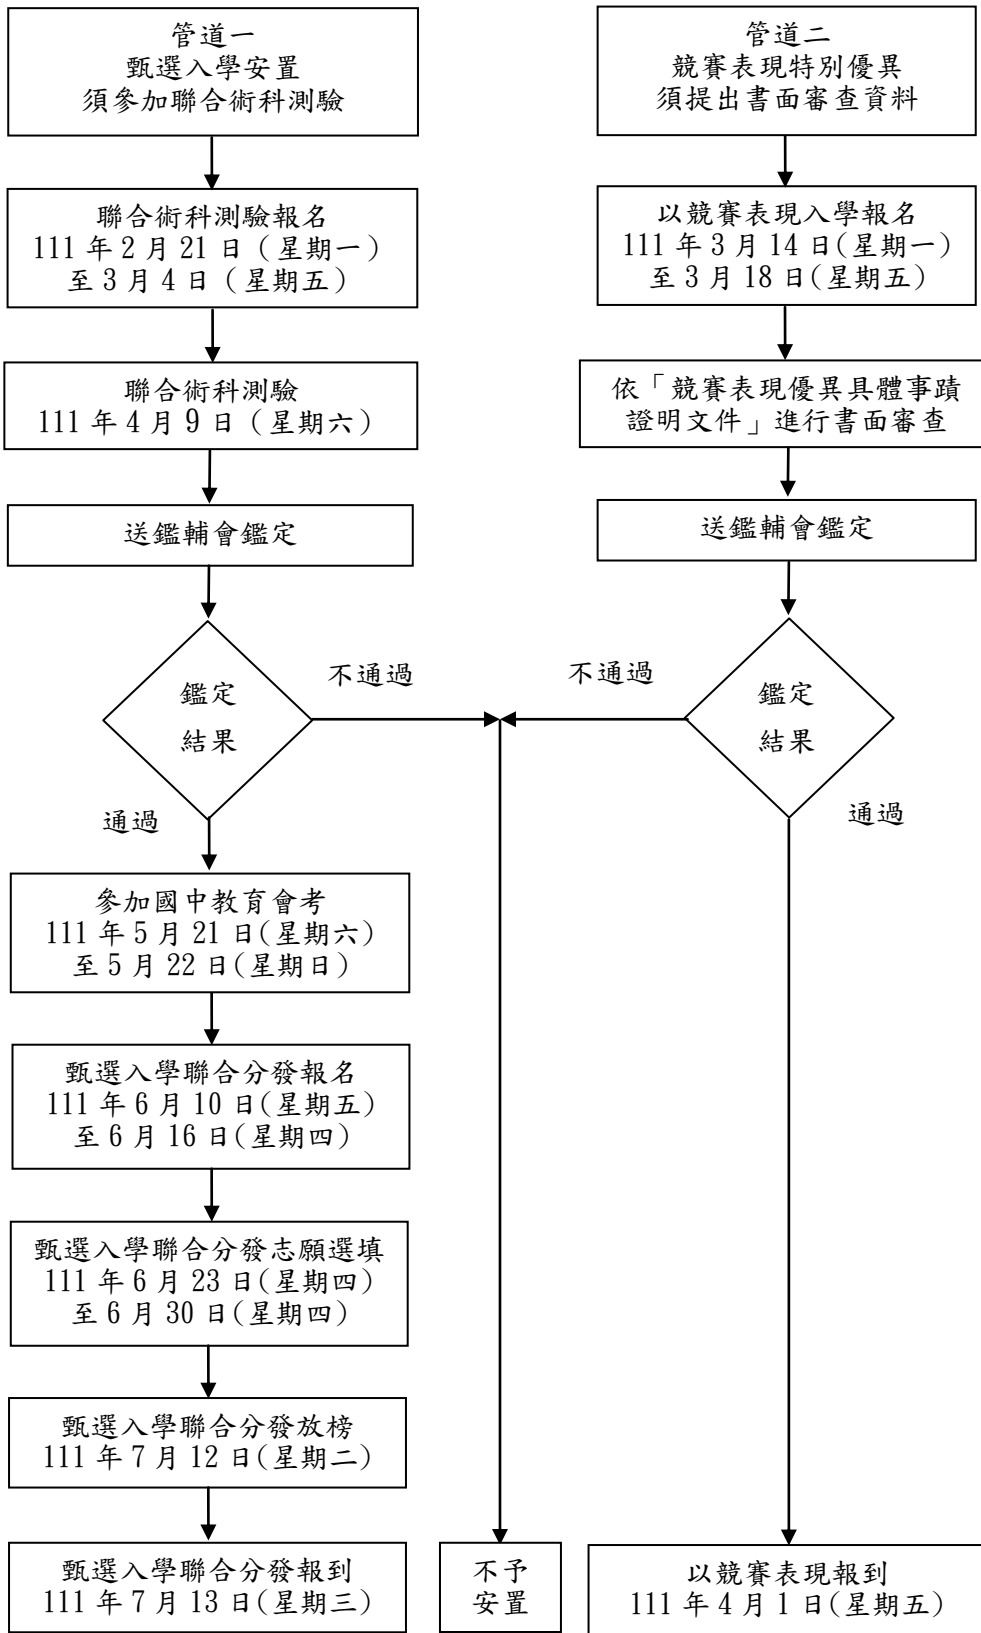 管道一
甄選入學安置
須參加聯合術科測驗
聯合術科測驗報名
111 年 2 月 21 日（星期一）
至 3 月 4 日（星期五）
聯合術科測驗
111 年 4 月 9 日（星期六）
送鑑輔會鑑定
鑑定
結果
不通過
通過
參加國中教育會考
111 年 5 月 21 日(星期六)
至 5 月 22 日(星期日)
甄選入學聯合分發報名
111 年 6 月 10 日(星期五)
至 6 月 16 日(星期四)
甄選入學聯合分發志願選填
111 年 6 月 23 日(星期四)
至 6 月 30 日(星期四)
甄選入學聯合分發放榜
111 年 7 月 12 日(星期二)
甄選入學聯合分發報到
111 年 7 月 13 日(星期三)
管道二
競賽表現特別優異
須提出書面審查資料
以競賽表現入學報名
111 年 3 月 14 日(星期一)
至 3 月 18 日(星期五)
依「競賽表現優異具體事蹟
證明文件」進行書面審查
送鑑輔會鑑定
鑑定
結果
不通過
通過
不予
安置
以競賽表現報到
111 年 4 月 1 日(星期五)